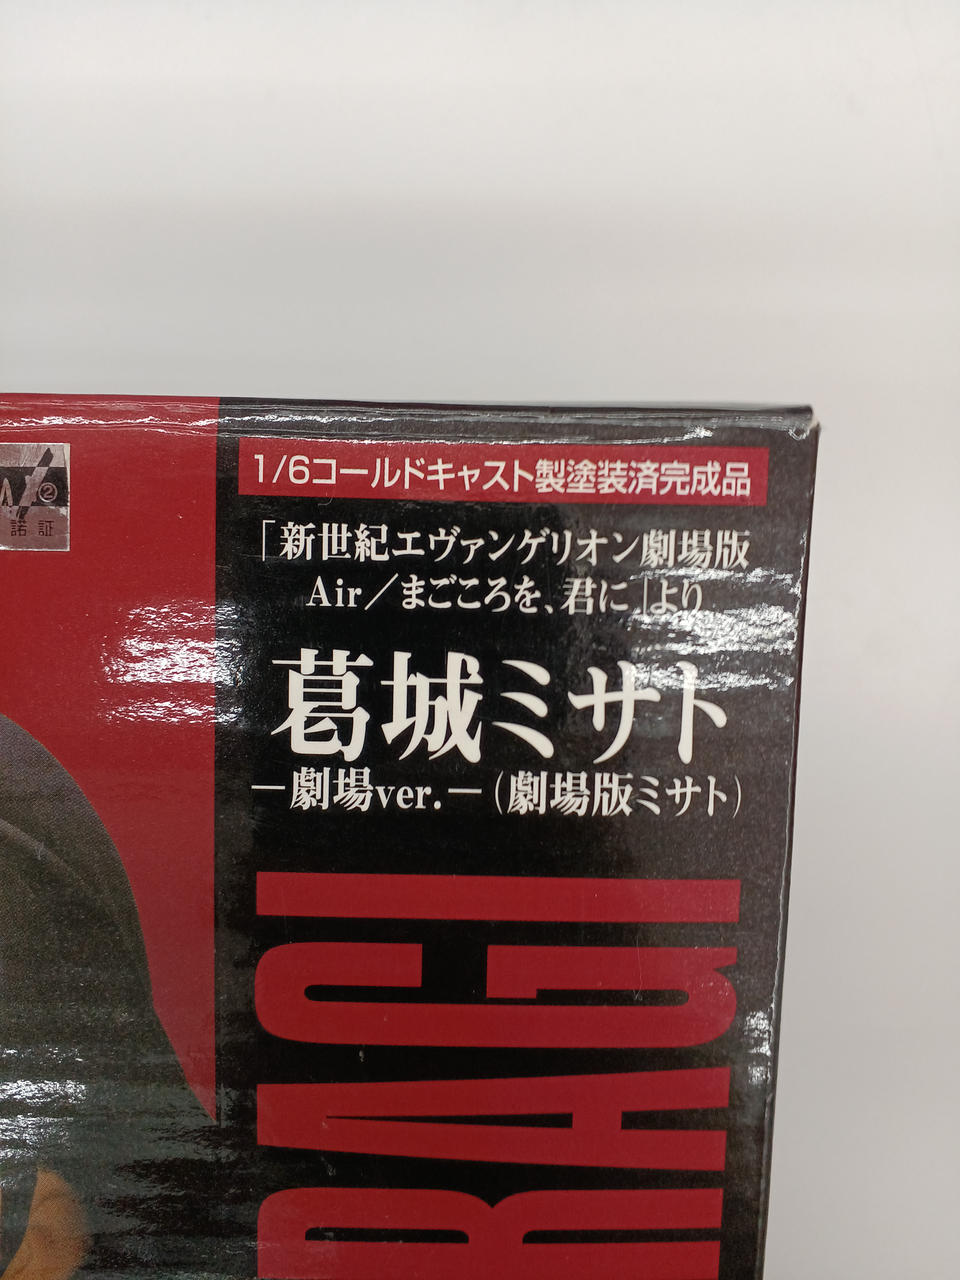 A②
諾証
1/6コールドキャスト製塗装済完成品
「新世紀エヴァンゲリオン劇場版
Air／まごころを、君に」より
葛城ミサト
－劇場ver.－(劇場版ミサト)
RAGI